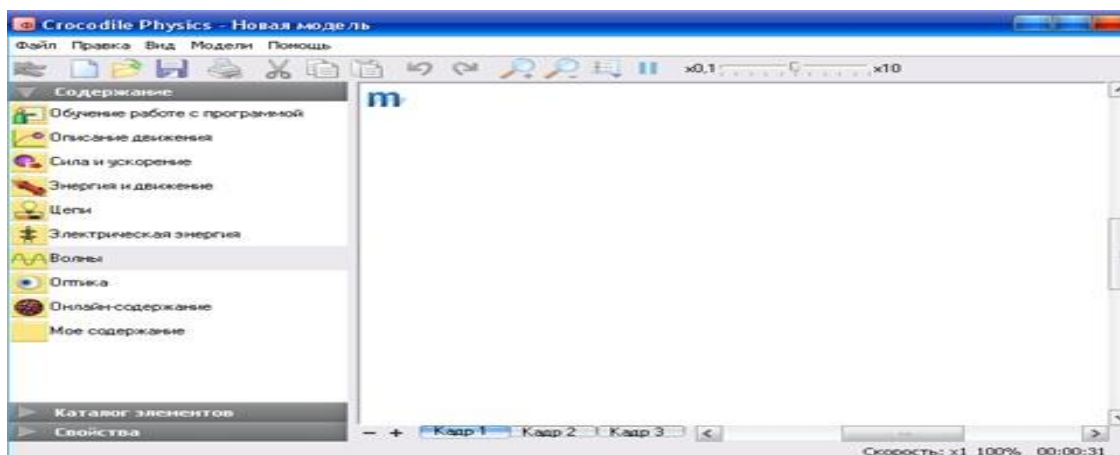 Crocodile Physics - Новая модель
Файл Правка Вид Модели Помощь
x0,1 x10
Содержание
m
Обучение работе с программой
Описание движения
Сила и ускорение
Энергия и движение
Цепи
Электрическая энергия
Волны
Оптика
Онлайн-содержание
Мое содержание
Каталог элементов
Свойства
− + Кадр 1 Кадр 2 Кадр 3
Скорость: x1 100% 00:00:31